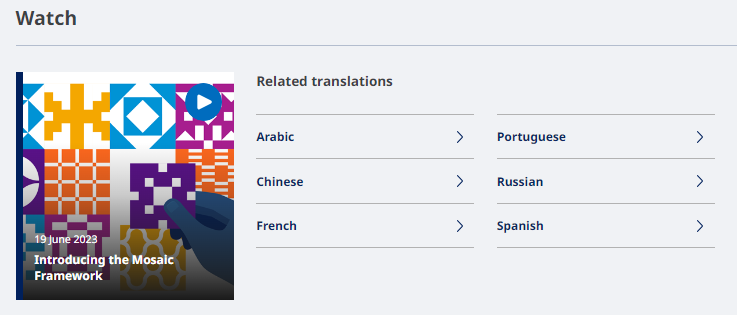 Watch
Related translations
Arabic
Portuguese
Chinese
Russian
French
Spanish
19 June 2023
Introducing the Mosaic
Framework